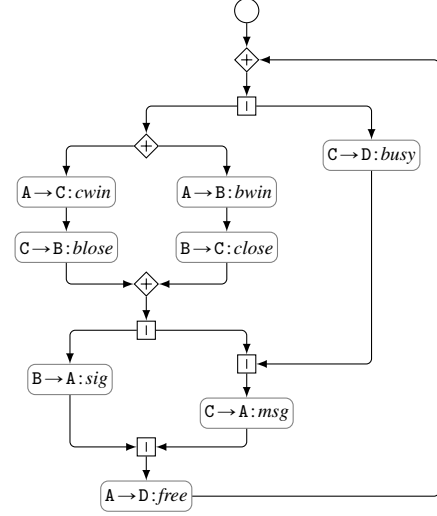 +
|
+
C→D:busy
A→C:cwin A→B:bwin
C→B:blose B→C:close
+
|
|
B→A:sig
C→A:msg
|
A→D:free